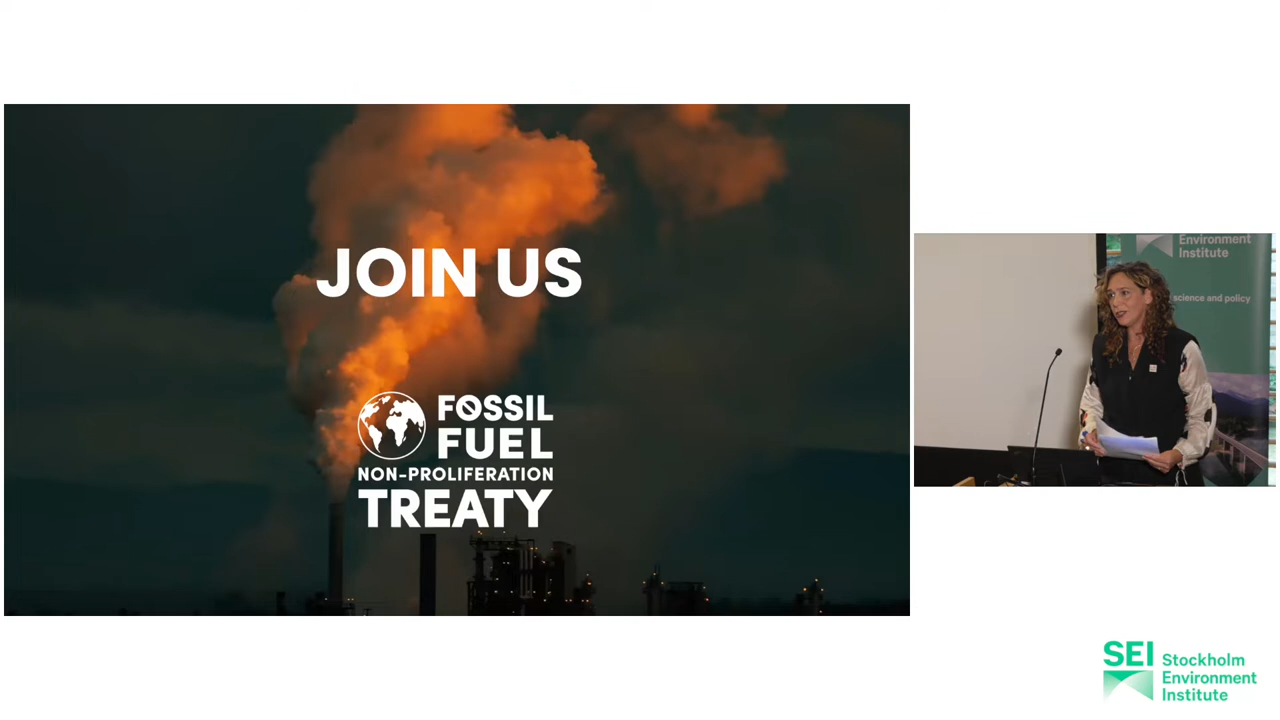 JOIN US
FOSSIL
FUEL
NON-PROLIFERATION
TREATY
Environment
Institute
science and policy
SEI Stockholm
Environment
Institute